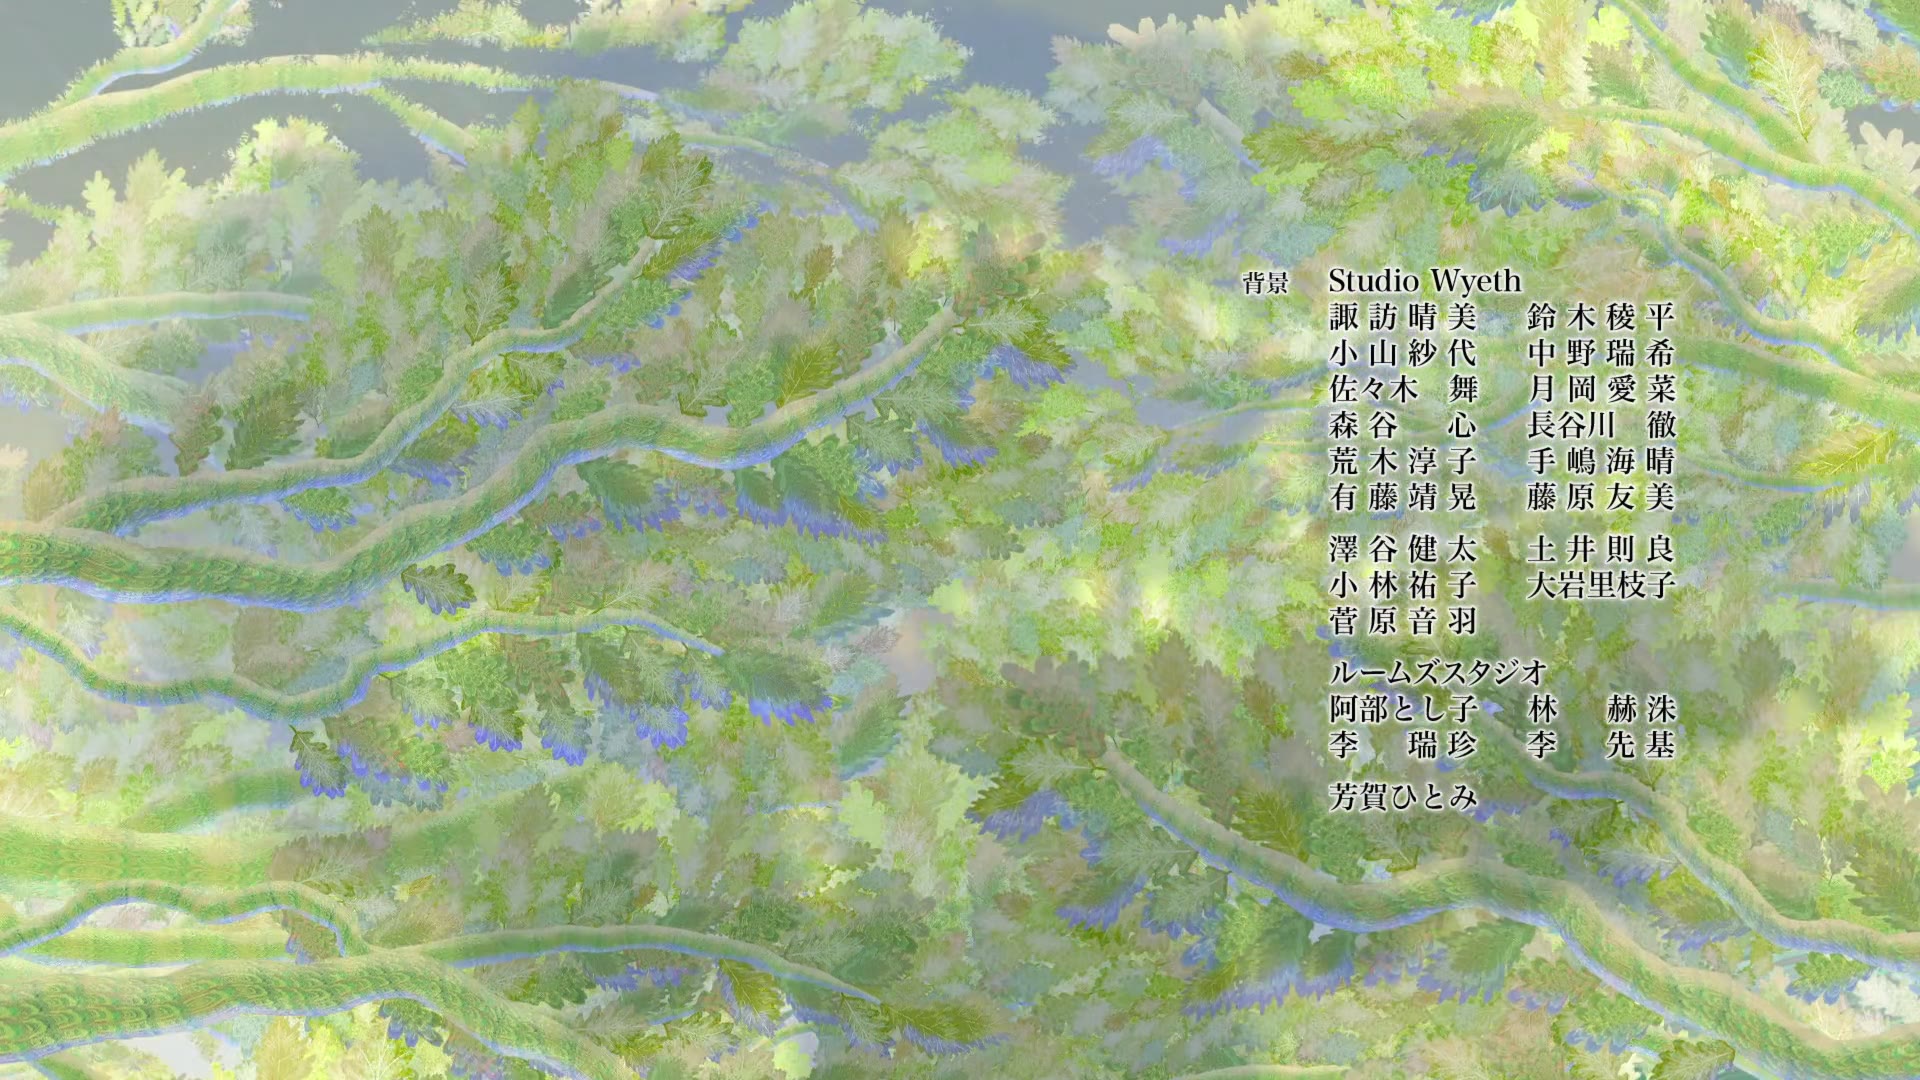 背景 Studio Wyeth
諏訪晴美 鈴木稜平
小山紗代 中野瑞希
佐々木 舞 月岡愛菜
森谷 心 長谷川 徹
荒木淳子 手嶋海晴
有藤靖晃 藤原友美
澤谷健太 土井則良
小林祐子 大岩里枝子
菅原音羽
ルームズスタジオ
阿部とし子 林 赫洙
李 瑞珍 李 先基
芳賀ひとみ